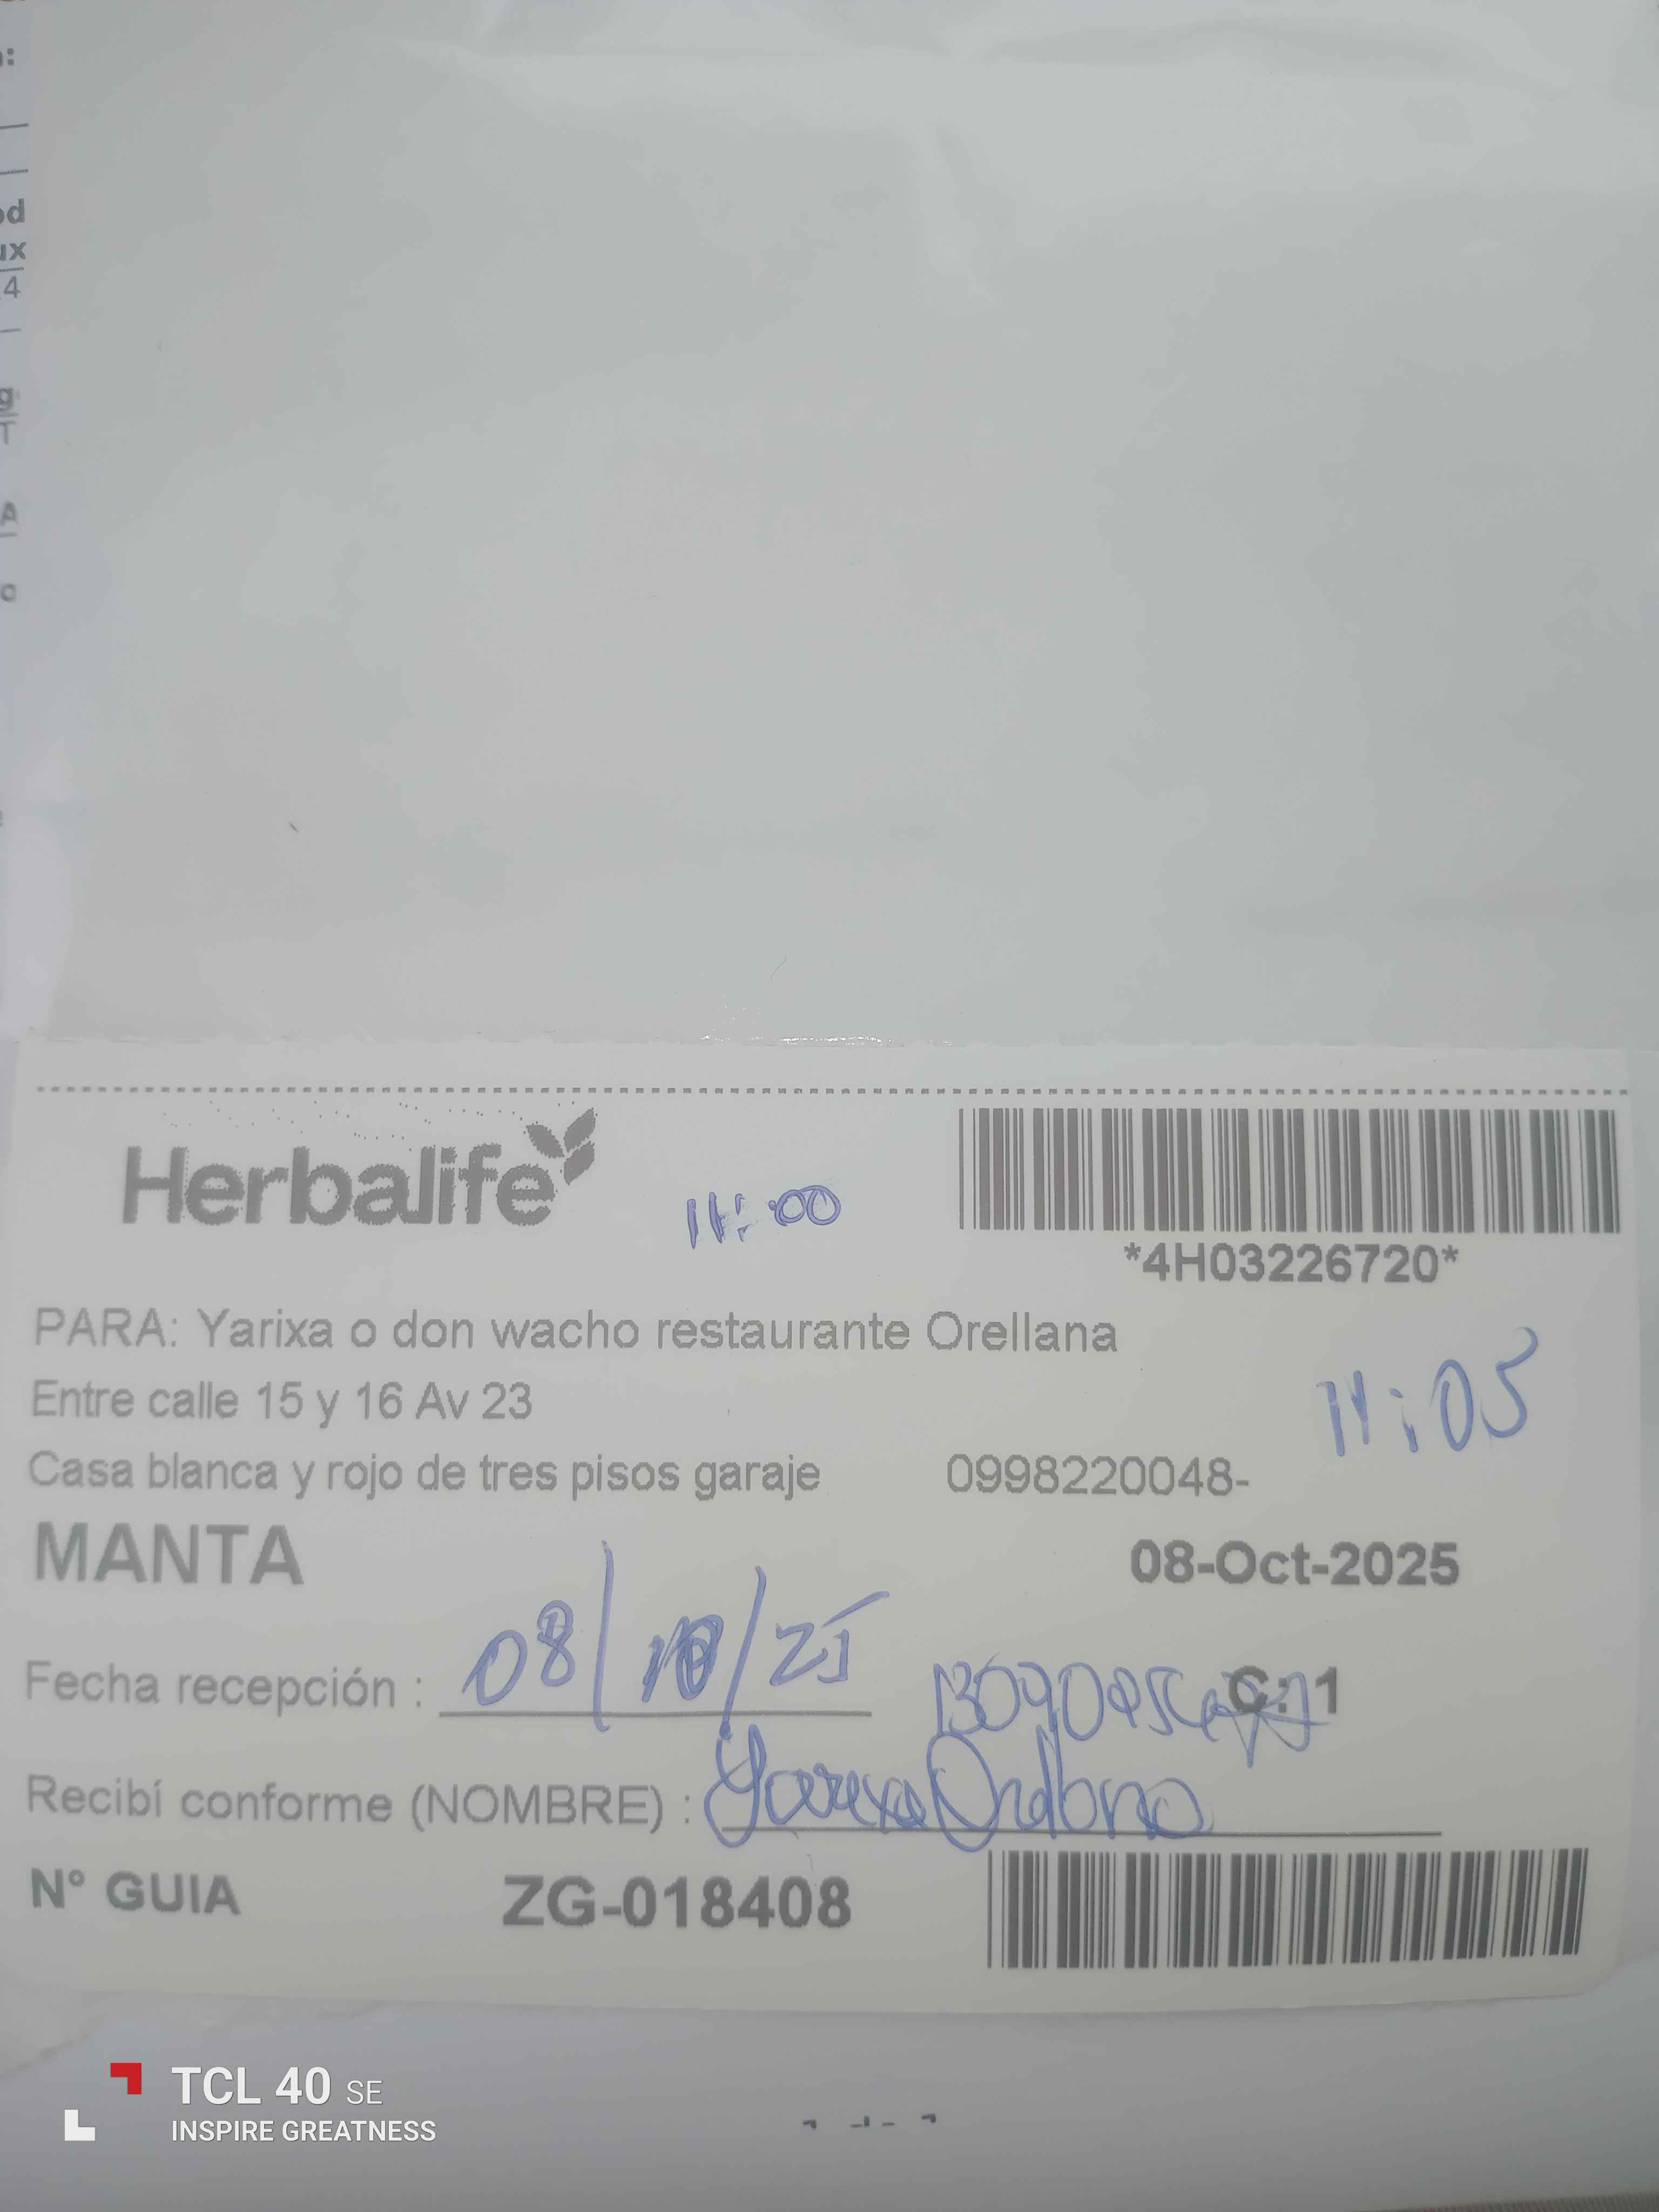 Herbalife
11:00
*4H03226720*
PARA: Yarixa o don wacho restaurante Orellana
Entre calle 15 y 16 Av 23
11:05
Casa blanca y rojo de tres pisos garaje 0998220048-
MANTA 08-Oct-2025
Fecha recepción : 08/10/25 C: 1
Recibí conforme (NOMBRE) : Yarixa Orellana
N° GUIA ZG-018408
TCL 40 SE
INSPIRE GREATNESS